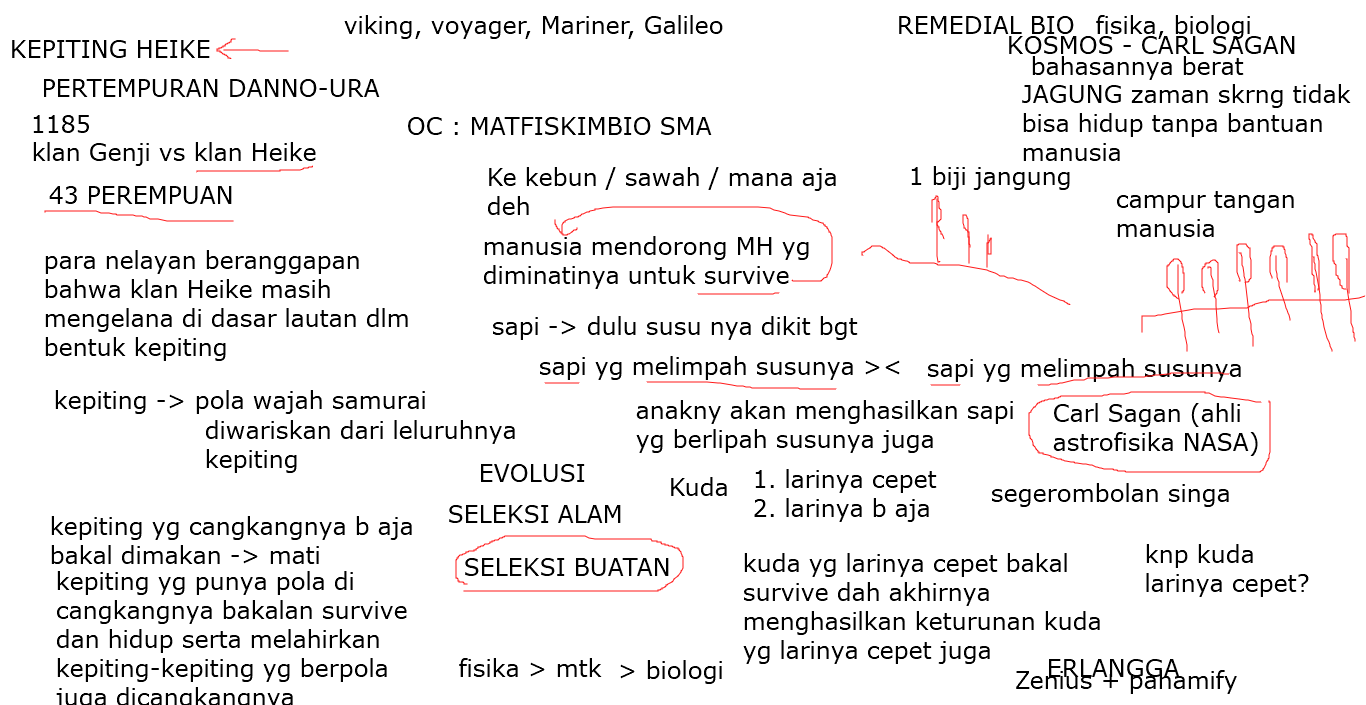 viking, voyager, Mariner, Galileo
REMEDIAL BIO
fisika, biologi
KEPITING HEIKE
KOSMOS - CARL SAGAN
bahasannya berat
PERTEMPURAN DANNO-URA
JAGUNG zaman skrng tidak
bisa hidup tanpa bantuan
manusia
1185
klan Genji vs klan Heike
OC : MATFISKIMBIO SMA
43 PEREMPUAN
Ke kebun / sawah / mana aja
deh
1 biji jangung
campur tangan
manusia
manusia mendorong MH yg
diminatinya untuk survive
para nelayan beranggapan
bahwa klan Heike masih
mengelana di dasar lautan dlm
bentuk kepiting
sapi -> dulu susu nya dikit bgt
sapi yg melimpah susunya ><
sapi yg melimpah susunya
kepiting -> pola wajah samurai
diwariskan dari leluruhnya
kepiting
anakny akan menghasilkan sapi
yg berlipah susunya juga
Carl Sagan (ahli
astrofisika NASA)
EVOLUSI
SELEKSI ALAM
SELEKSI BUATAN
Kuda
1. larinya cepet
2. larinya b aja
segerombolan singa
kepiting yg cangkangnya b aja
bakal dimakan -> mati
kepiting yg punya pola di
cangkangnya bakalan survive
dan hidup serta melahirkan
kepiting-kepiting yg berpola
juga dicangkangnya
kuda yg larinya cepet bakal
survive dah akhirnya
menghasilkan keturunan kuda
yg larinya cepet juga
knp kuda
larinya cepet?
fisika > mtk
> biologi
ERLANGGA
Zenius + pahamify